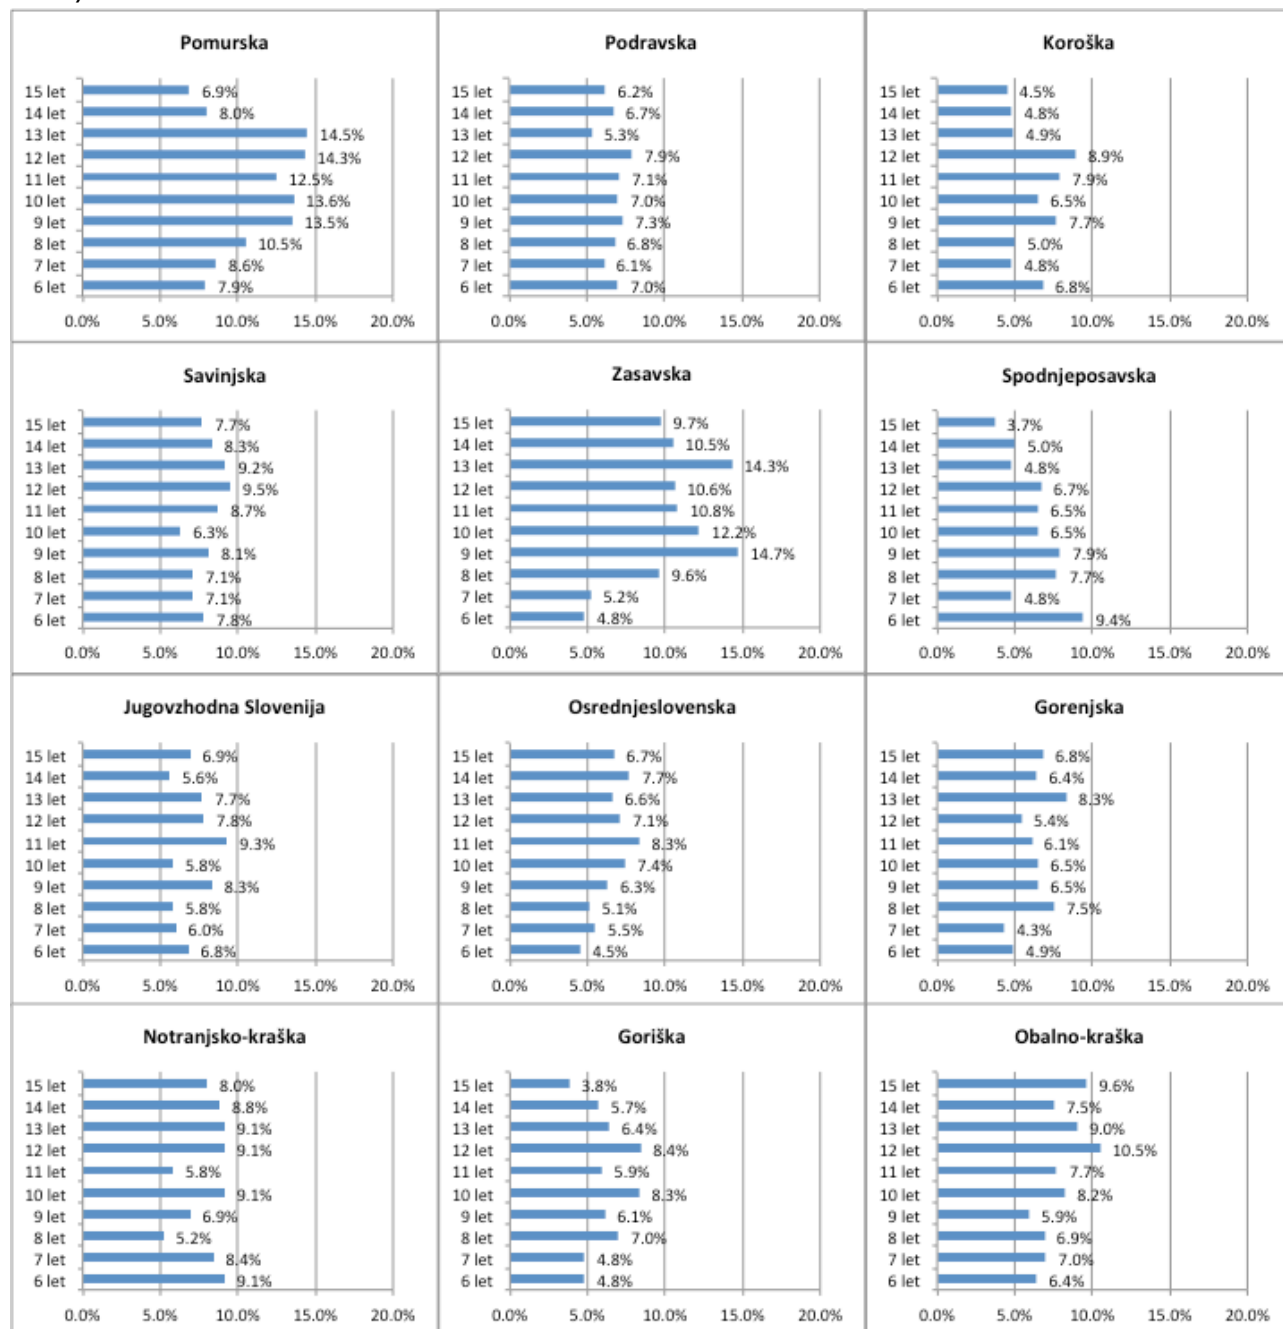 Pomurska
15 let 6.9%
14 let 8.0%
13 let 14.5%
12 let 14.3%
11 let 12.5%
10 let 13.6%
9 let 13.5%
8 let 10.5%
7 let 8.6%
6 let 7.9%
0.0% 5.0% 10.0% 15.0% 20.0%
Podravska
15 let 6.2%
14 let 6.7%
13 let 5.3%
12 let 7.9%
11 let 7.1%
10 let 7.0%
9 let 7.3%
8 let 6.8%
7 let 6.1%
6 let 7.0%
0.0% 5.0% 10.0% 15.0% 20.0%
Koroška
15 let 4.5%
14 let 4.8%
13 let 4.9%
12 let 8.9%
11 let 7.9%
10 let 6.5%
9 let 7.7%
8 let 5.0%
7 let 4.8%
6 let 6.8%
0.0% 5.0% 10.0% 15.0% 20.0%
Savinjska
15 let 7.7%
14 let 8.3%
13 let 9.2%
12 let 9.5%
11 let 8.7%
10 let 6.3%
9 let 8.1%
8 let 7.1%
7 let 7.1%
6 let 7.8%
0.0% 5.0% 10.0% 15.0% 20.0%
Zasavska
15 let 9.7%
14 let 10.5%
13 let 14.3%
12 let 10.6%
11 let 10.8%
10 let 12.2%
9 let 14.7%
8 let 9.6%
7 let 5.2%
6 let 4.8%
0.0% 5.0% 10.0% 15.0% 20.0%
Spodnjeposavska
15 let 3.7%
14 let 5.0%
13 let 4.8%
12 let 6.7%
11 let 6.5%
10 let 6.5%
9 let 7.9%
8 let 7.7%
7 let 4.8%
6 let 9.4%
0.0% 5.0% 10.0% 15.0% 20.0%
Jugovzhodna Slovenija
15 let 6.9%
14 let 5.6%
13 let 7.7%
12 let 7.8%
11 let 9.3%
10 let 5.8%
9 let 8.3%
8 let 5.8%
7 let 6.0%
6 let 6.8%
0.0% 5.0% 10.0% 15.0% 20.0%
Osrednjeslovenska
15 let 6.7%
14 let 7.7%
13 let 6.6%
12 let 7.1%
11 let 8.3%
10 let 7.4%
9 let 6.3%
8 let 5.1%
7 let 5.5%
6 let 4.5%
0.0% 5.0% 10.0% 15.0% 20.0%
Gorenjska
15 let 6.8%
14 let 6.4%
13 let 8.3%
12 let 5.4%
11 let 6.1%
10 let 6.5%
9 let 6.5%
8 let 7.5%
7 let 4.3%
6 let 4.9%
0.0% 5.0% 10.0% 15.0% 20.0%
Notranjsko-kraška
15 let 8.0%
14 let 8.8%
13 let 9.1%
12 let 9.1%
11 let 5.8%
10 let 9.1%
9 let 6.9%
8 let 5.2%
7 let 8.4%
6 let 9.1%
0.0% 5.0% 10.0% 15.0% 20.0%
Goriška
15 let 3.8%
14 let 5.7%
13 let 6.4%
12 let 8.4%
11 let 5.9%
10 let 8.3%
9 let 6.1%
8 let 7.0%
7 let 4.8%
6 let 4.8%
0.0% 5.0% 10.0% 15.0% 20.0%
Obalno-kraška
15 let 9.6%
14 let 7.5%
13 let 9.0%
12 let 10.5%
11 let 7.7%
10 let 8.2%
9 let 5.9%
8 let 6.9%
7 let 7.0%
6 let 6.4%
0.0% 5.0% 10.0% 15.0% 20.0%